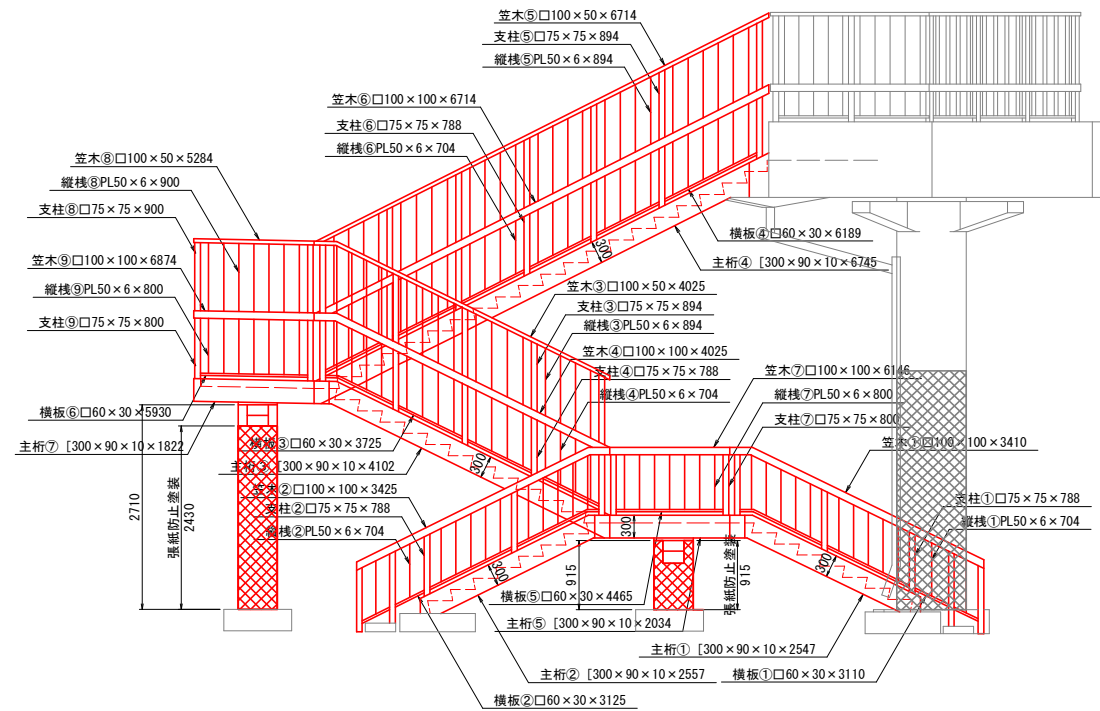 笠木⑤□100×50×6714
支柱⑤□75×75×894
縦桟⑤PL50×6×894
笠木⑥□100×100×6714
支柱⑥□75×75×788
縦桟⑥PL50×6×704
笠木⑧□100×50×5284
縦桟⑧PL50×6×900
支柱⑧□75×75×900
笠木⑨□100×100×6874
縦桟⑨PL50×6×800
支柱⑨□75×75×800
横板④□60×30×6189
主桁④ [300×90×10×6745
300
笠木③□100×50×4025
支柱③□75×75×894
縦桟③PL50×6×894
笠木④□100×100×4025
支柱④□75×75×788
縦桟④PL50×6×704
笠木⑦□100×100×6146
縦桟⑦PL50×6×800
支柱⑦□75×75×800
笠木①□100×100×3410
横板⑥□60×30×5930
主桁⑦ [300×90×10×1822
横板③□60×30×3725
主桁③ [300×90×10×4102
300
笠木②□100×100×3425
支柱②□75×75×788
縦桟②PL50×6×704
支柱①□75×75×788
縦桟①PL50×6×704
2710
張紙防止塗装
2430
300
300
300
915
張紙防止塗装
915
横板⑤□60×30×4465
主桁⑤ [300×90×10×2034
主桁① [300×90×10×2547
主桁② [300×90×10×2557
横板①□60×30×3110
横板②□60×30×3125